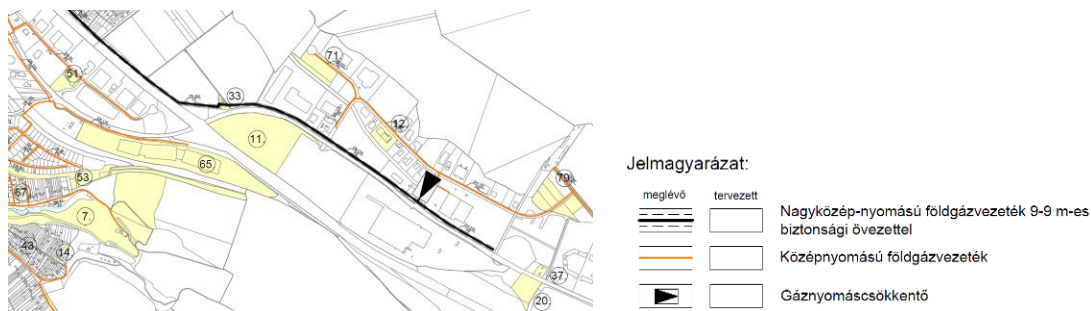 51.
71.
33
12.
11.
65.
79.
53
67.
7.
43
14
37
20.
Jelmagyarázat:
meglévő tervezett
Nagyközép-nyomású földgázvezeték 9-9 m-es
biztonsági övezettel
Középnyomású földgázvezeték
Gáznyomáscsökkentő